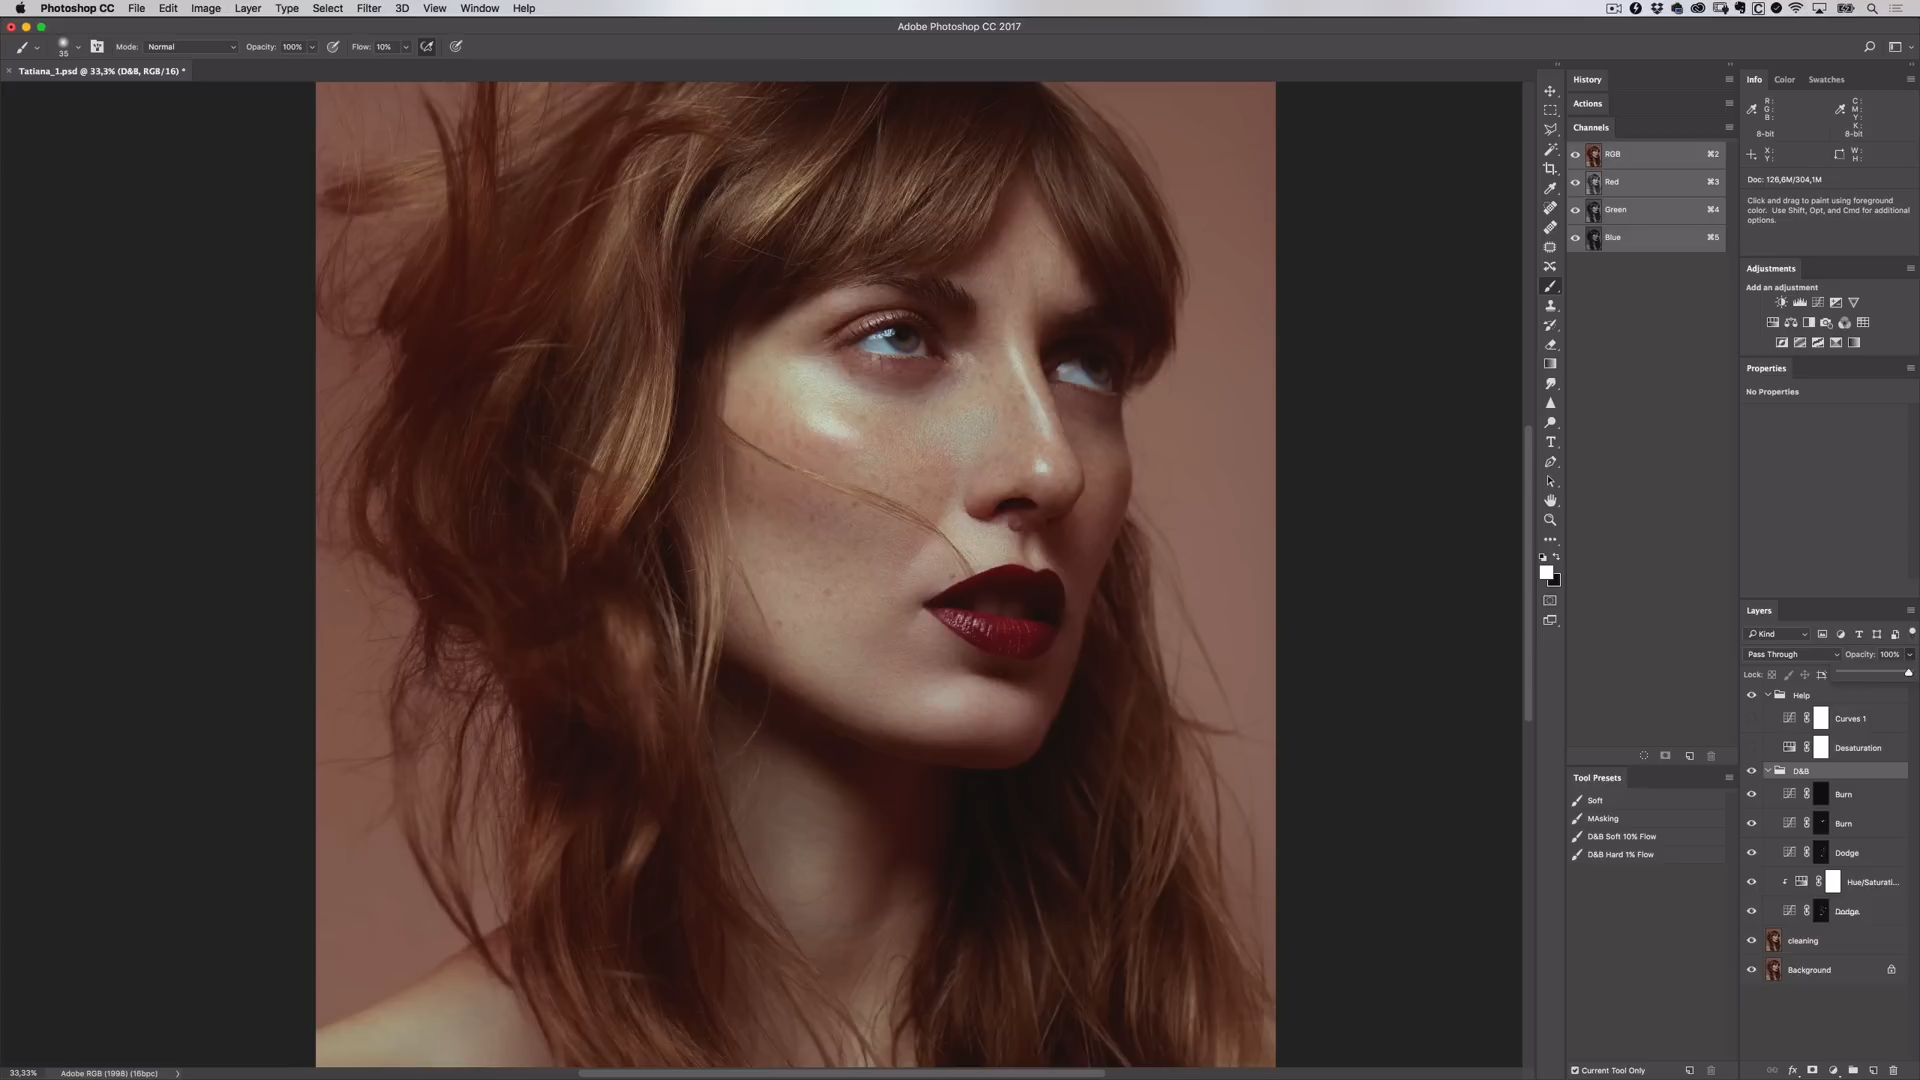 Photoshop CC File Edit Image Layer Type Select Filter 3D View Window Help
Adobe Photoshop CC 2017
35 Mode: Normal Opacity: 100% Flow: 10%
Tatiana_1.psd @ 33,3% (D&B, RGB/16) *
History
Actions
Channels
RGB ⌘2
Red ⌘3
Green ⌘4
Blue ⌘5
Tool Presets
Soft
MAsking
D&B Soft 10% Flow
D&B Hard 1% Flow
Current Tool Only
Info Color Swatches
R: C:
G: M:
B: Y:
K:
8-bit 8-bit
X: W:
Y: H:
Doc: 126,6M/304,1M
Click and drag to paint using foreground
color. Use Shift, Opt, and Cmd for additional
options.
Adjustments
Add an adjustment
Properties
No Properties
Layers
Kind
Pass Through Opacity: 100%
Lock:
Help
Curves 1
Desaturation
D&B
Burn
Burn
Dodge
Hue/Saturati...
Dodge
cleaning
Background
33,33% Adobe RGB (1998) (16bpc)